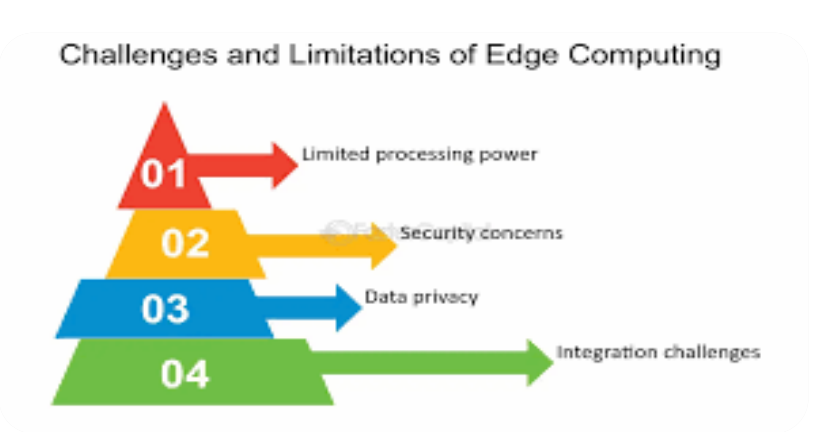 Challenges and Limitations of Edge Computing
01
Limited processing power
02
Security concerns
03
Data privacy
04
Integration challenges